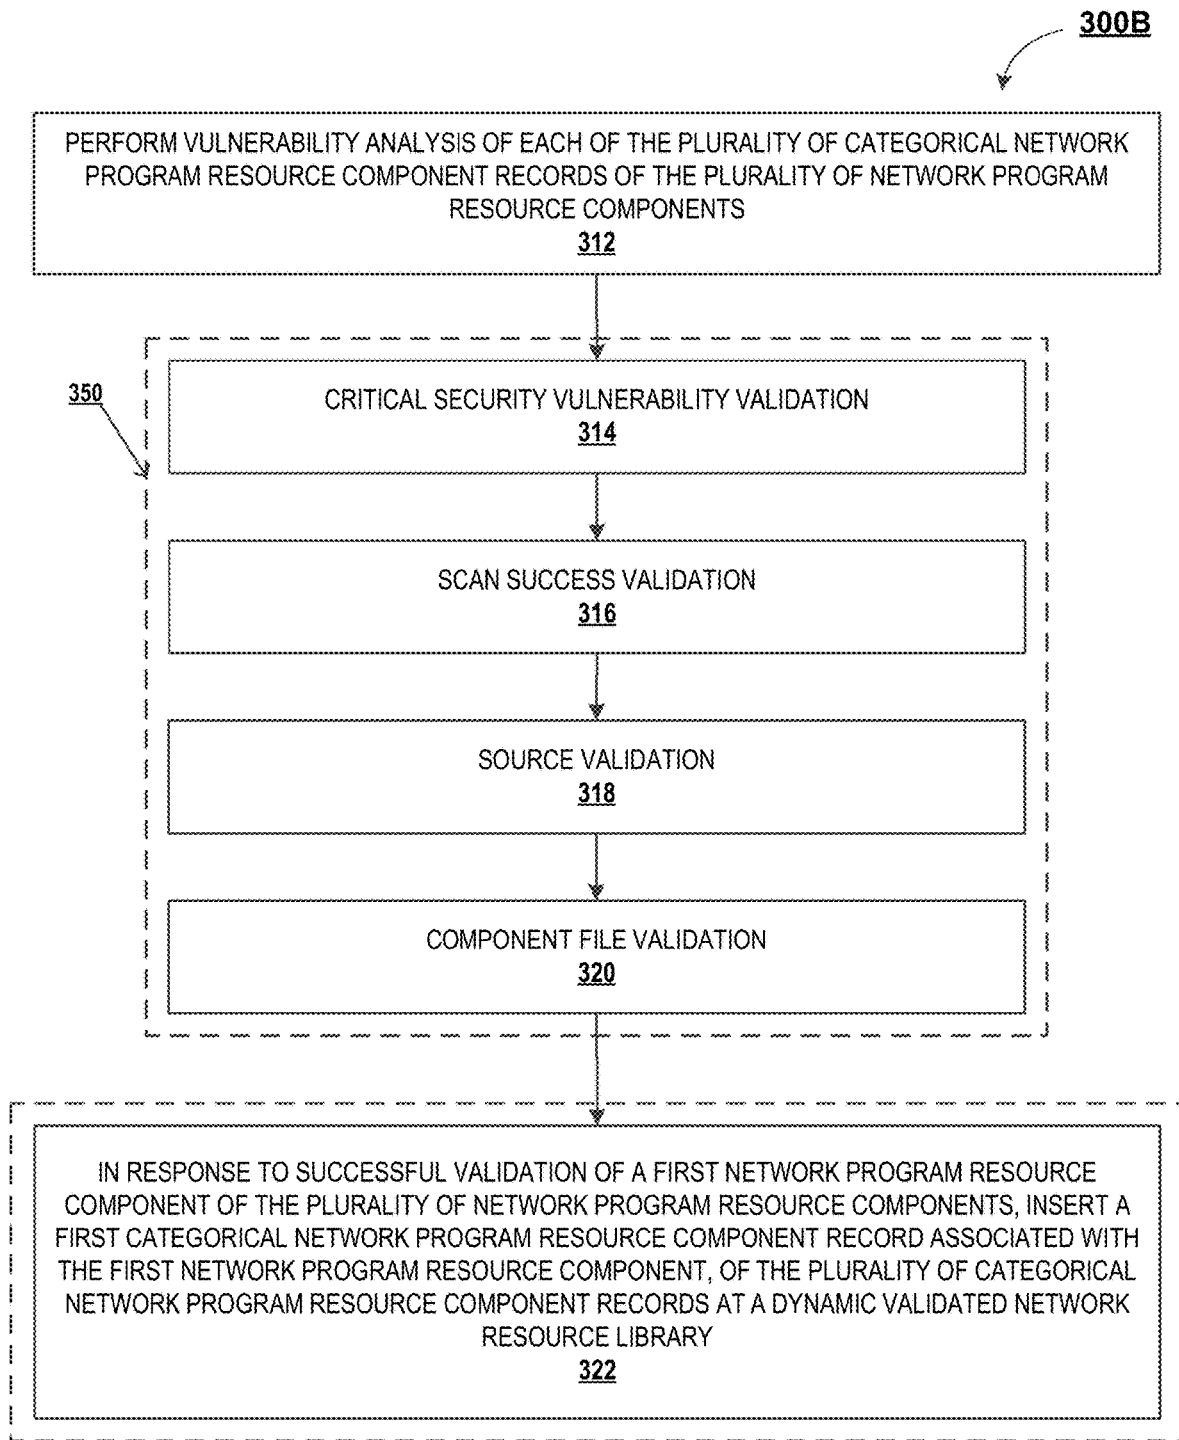 300B
PERFORM VULNERABILITY ANALYSIS OF EACH OF THE PLURALITY OF CATEGORICAL NETWORK
PROGRAM RESOURCE COMPONENT RECORDS OF THE PLURALITY OF NETWORK PROGRAM
RESOURCE COMPONENTS
312
350
CRITICAL SECURITY VULNERABILITY VALIDATION
314
SCAN SUCCESS VALIDATION
316
SOURCE VALIDATION
318
COMPONENT FILE VALIDATION
320
IN RESPONSE TO SUCCESSFUL VALIDATION OF A FIRST NETWORK PROGRAM RESOURCE
COMPONENT OF THE PLURALITY OF NETWORK PROGRAM RESOURCE COMPONENTS, INSERT A
FIRST CATEGORICAL NETWORK PROGRAM RESOURCE COMPONENT RECORD ASSOCIATED WITH
THE FIRST NETWORK PROGRAM RESOURCE COMPONENT, OF THE PLURALITY OF CATEGORICAL
NETWORK PROGRAM RESOURCE COMPONENT RECORDS AT A DYNAMIC VALIDATED NETWORK
RESOURCE LIBRARY
322